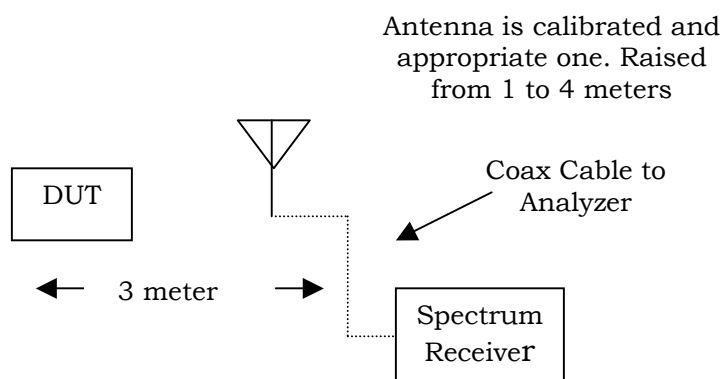 Antenna is calibrated and
appropriate one. Raised
from 1 to 4 meters
DUT
Coax Cable to
Analyzer
3 meter
Spectrum
Receiver